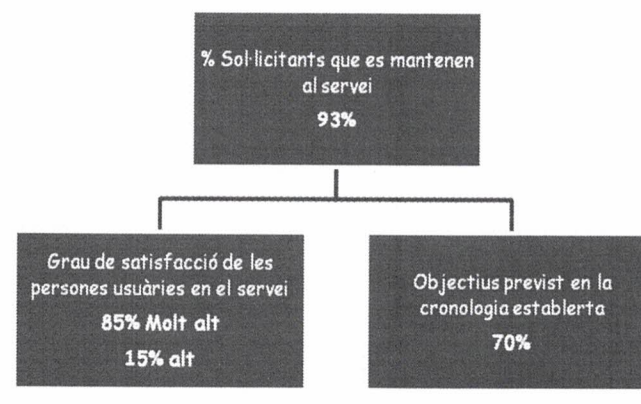 % Sol·licitants que es mantenen
al servei
93%
Grau de satisfacció de les
persones usuàries en el servei
85% Molt alt
15% alt
Objectius previst en la
cronologia establerta
70%